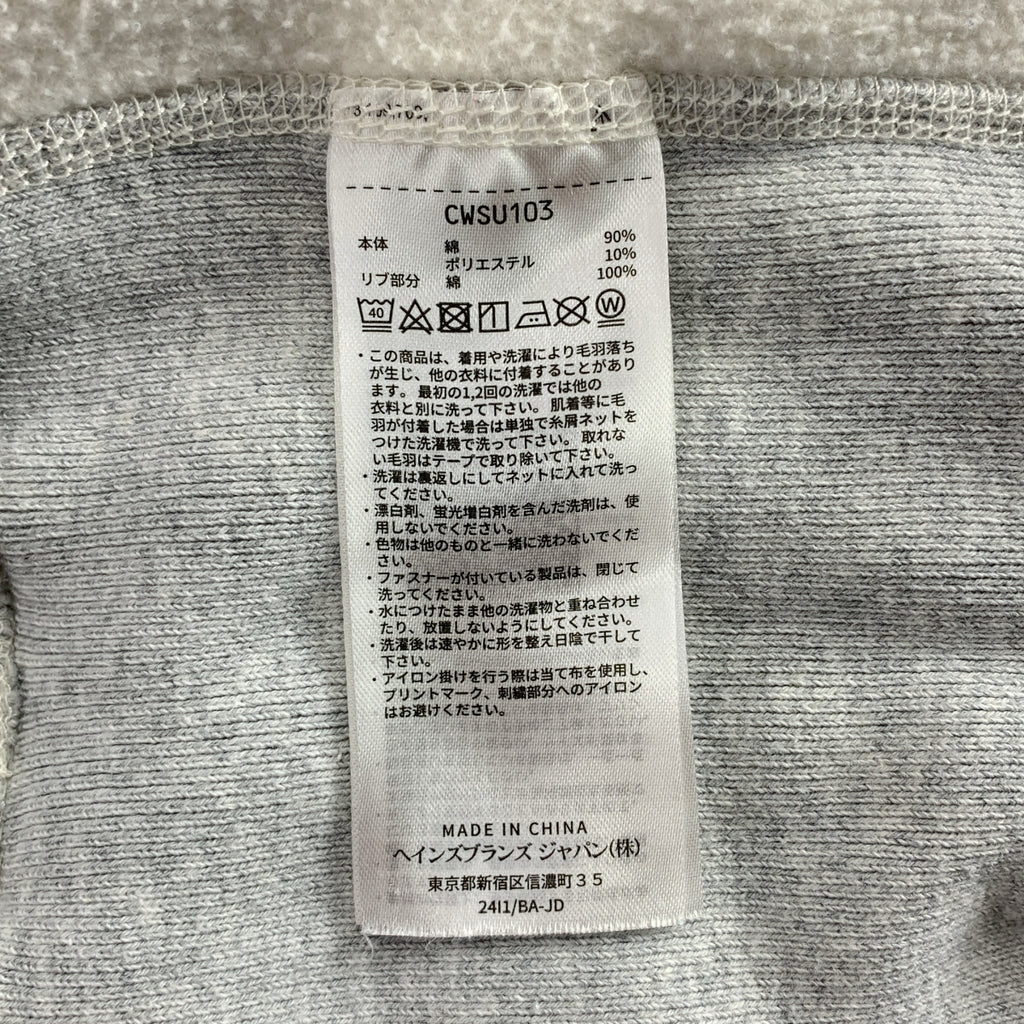 CWSU103
本体 綿 90%
ポリエステル 10%
リブ部分 綿 100%
40 W
・この商品は、着用や洗濯により毛羽落ち
が生じ、他の衣料に付着することがあり
ます。最初の1,2回の洗濯では他の
衣料と別に洗って下さい。肌着等に毛
羽が付着した場合は単独で糸屑ネットを
つけた洗濯機で洗って下さい。取れな
い毛羽はテープで取り除いて下さい。
・洗濯は裏返しにしてネットに入れて洗っ
てください。
・漂白剤、蛍光増白剤を含んだ洗剤は、使
用しないでください。
・色物は他のものと一緒に洗わないでくだ
さい。
・ファスナーが付いている製品は、閉じて
洗ってください。
・水につけたまま他の洗濯物と重ね合わせ
たり、放置しないようにしてください。
・洗濯後は速やかに形を整え日陰で干して
下さい。
・アイロン掛けを行う際は当て布を使用し、
プリントマーク、刺繍部分へのアイロン
はお避けください。
MADE IN CHINA
ヘインズブランズ ジャパン(株)
東京都新宿区信濃町35
24I1/BA-JD